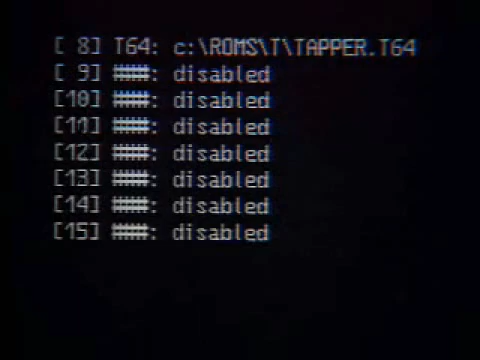 [ 8] T64: c:\ROMS\T\TAPPER.T64
[ 9] ###: disabled
[10] ###: disabled
[11] ###: disabled
[12] ###: disabled
[13] ###: disabled
[14] ###: disabled
[15] ###: disabled